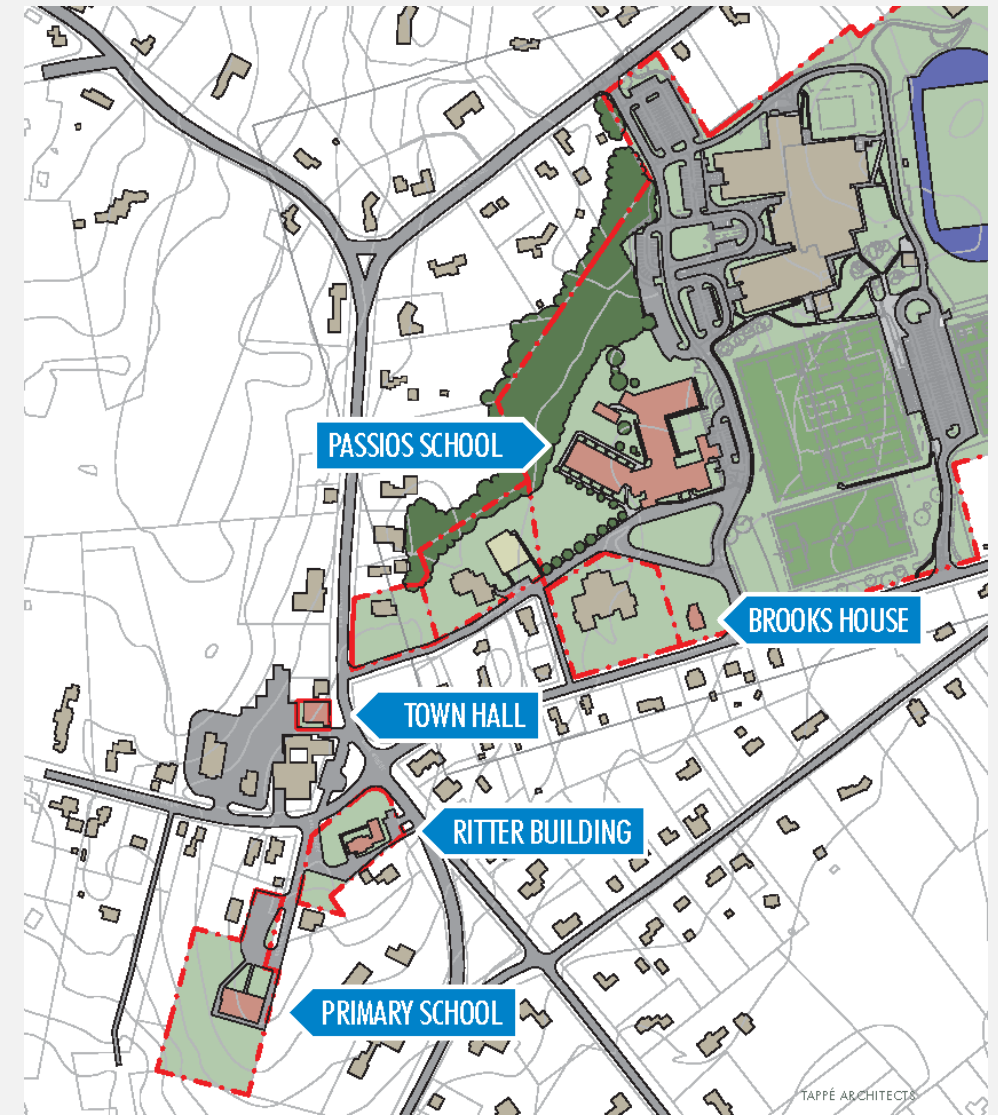 PASSIOS SCHOOL
BROOKS HOUSE
TOWN HALL
RITTER BUILDING
PRIMARY SCHOOL
TAPPÉ ARCHITECTS